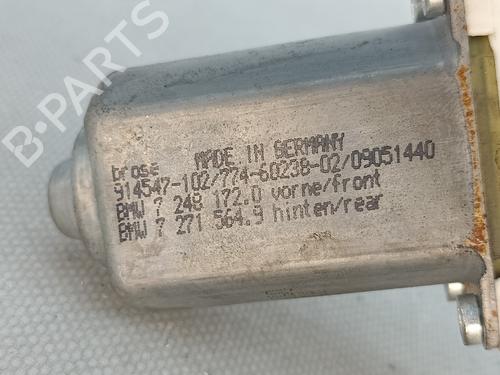 B-PARTS
MADE IN GERMANY
brose
914547-102/774-60238-02/09051440
BMW 7 248 172.0 vorne/front
BMW 7 271 564.9 hinten/rear